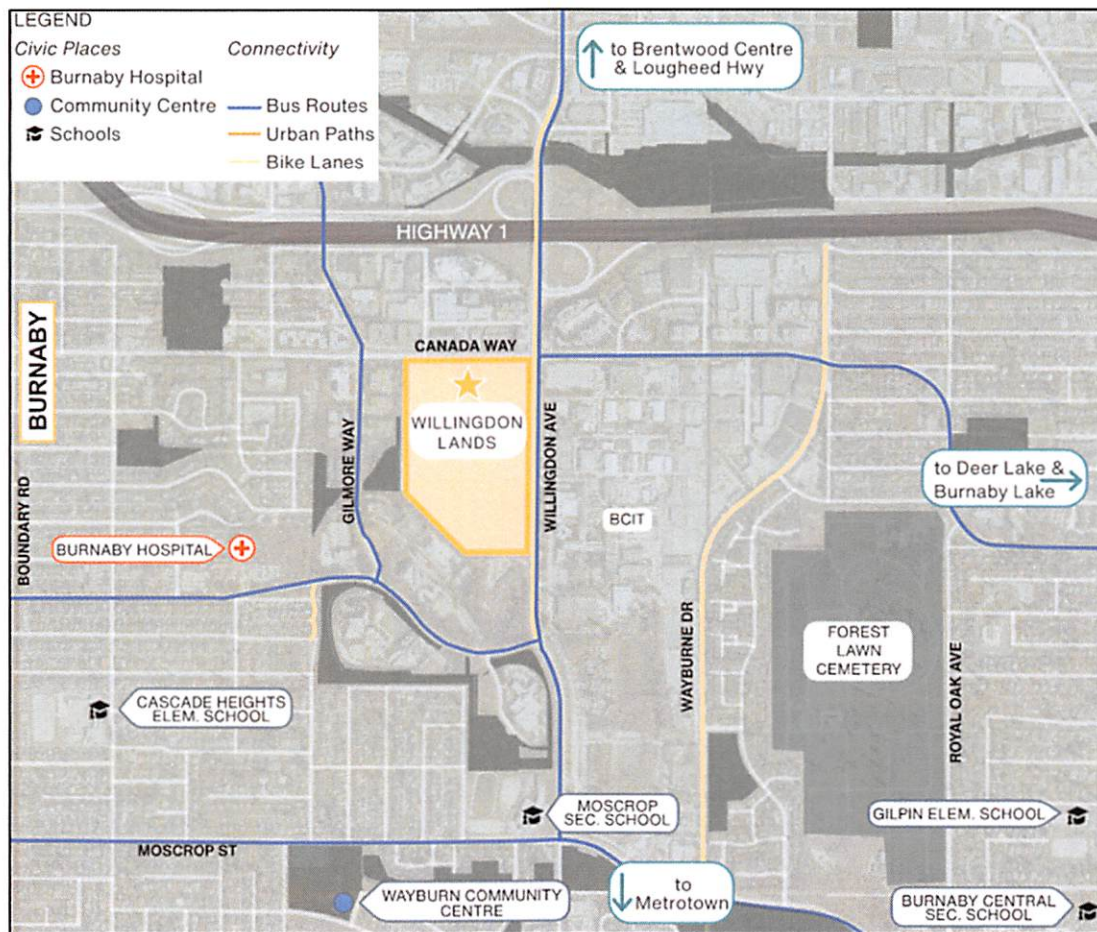 LEGEND
Civic Places
Burnaby Hospital
Community Centre
Schools
Connectivity
Bus Routes
Urban Paths
Bike Lanes
to Brentwood Centre
& Lougheed Hwy
HIGHWAY 1
BURNABY
CANADA WAY
WILLINGDON
LANDS
GILMORE WAY
WILLINGDON AVE
BOUNDARY RD
to Deer Lake &
Burnaby Lake
BCIT
BURNABY HOSPITAL
WAYBURNE DR
FOREST
LAWN
CEMETERY
ROYAL OAK AVE
CASCADE HEIGHTS
ELEM. SCHOOL
MOSCROP
SEC. SCHOOL
GILPIN ELEM. SCHOOL
MOSCROP ST
WAYBURN COMMUNITY
CENTRE
to
Metrotown
BURNABY CENTRAL
SEC. SCHOOL